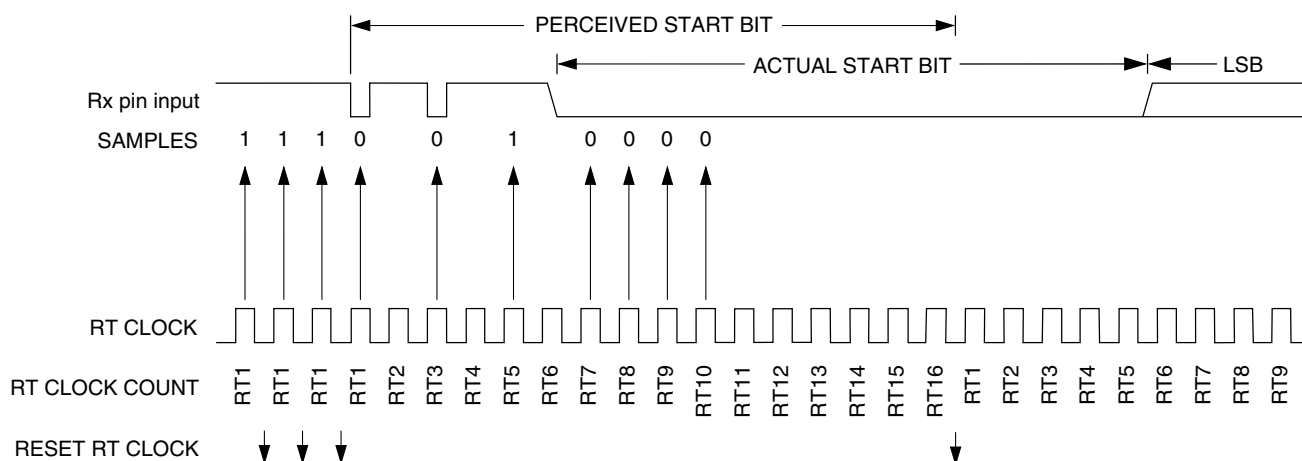 PERCEIVED START BIT
ACTUAL START BIT LSB
Rx pin input
SAMPLES 1 1 1 0 0 1 0 0 0 0
RT CLOCK
RT CLOCK COUNT RT1 RT1 RT1 RT1 RT2 RT3 RT4 RT5 RT6 RT7 RT8 RT9 RT10 RT11 RT12 RT13 RT14 RT15 RT16 RT1 RT2 RT3 RT4 RT5 RT6 RT7 RT8 RT9
RESET RT CLOCK